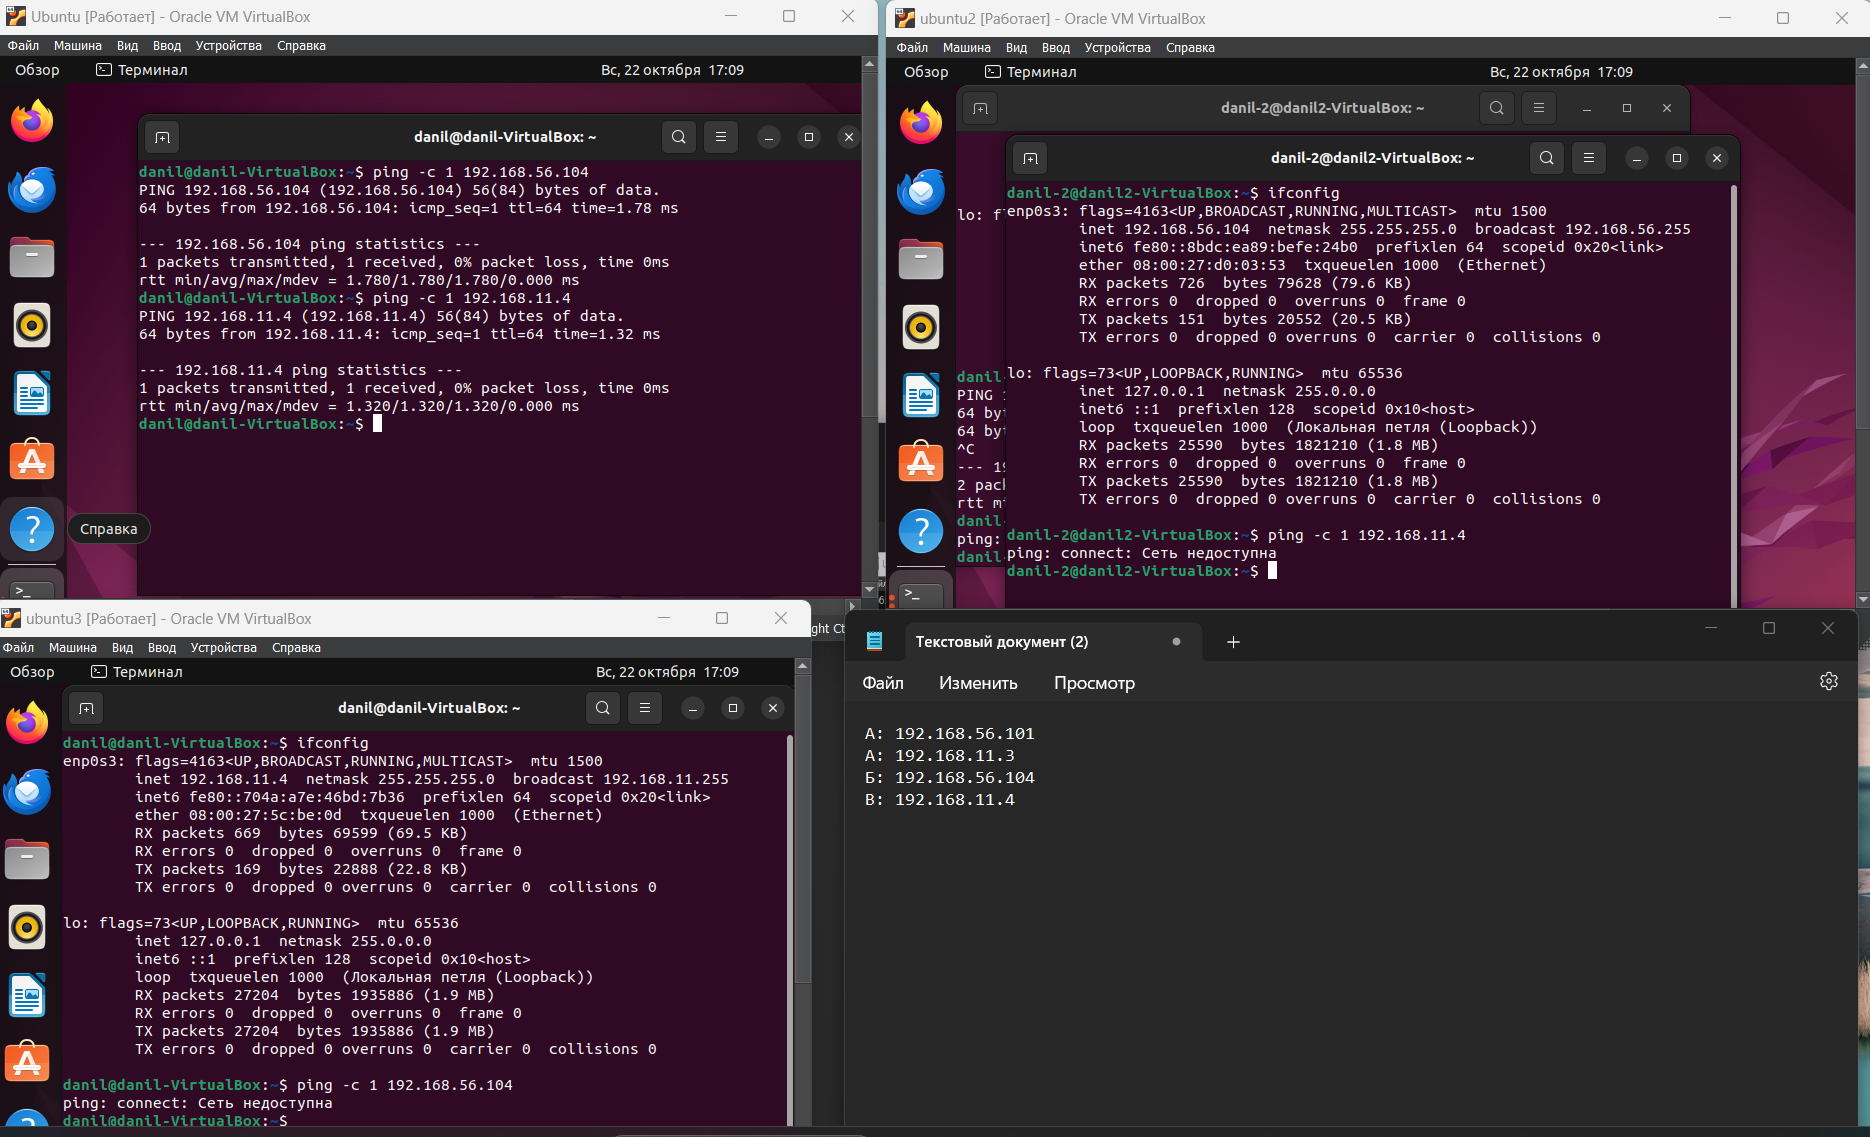 Ubuntu [Работает] - Oracle VM VirtualBox
Файл Машина Вид Ввод Устройства Справка
Обзор Терминал Вс, 22 октября 17:09
danil@danil-VirtualBox: ~
danil@danil-VirtualBox:~$ ping -c 1 192.168.56.104
PING 192.168.56.104 (192.168.56.104) 56(84) bytes of data.
64 bytes from 192.168.56.104: icmp_seq=1 ttl=64 time=1.78 ms
--- 192.168.56.104 ping statistics ---
1 packets transmitted, 1 received, 0% packet loss, time 0ms
rtt min/avg/max/mdev = 1.780/1.780/1.780/0.000 ms
danil@danil-VirtualBox:~$ ping -c 1 192.168.11.4
PING 192.168.11.4 (192.168.11.4) 56(84) bytes of data.
64 bytes from 192.168.11.4: icmp_seq=1 ttl=64 time=1.32 ms
--- 192.168.11.4 ping statistics ---
1 packets transmitted, 1 received, 0% packet loss, time 0ms
rtt min/avg/max/mdev = 1.320/1.320/1.320/0.000 ms
danil@danil-VirtualBox:~$
Справка
ubuntu2 [Работает] - Oracle VM VirtualBox
Файл Машина Вид Ввод Устройства Справка
Обзор Терминал Вс, 22 октября 17:09
danil-2@danil2-VirtualBox: ~
lo: f
danil-
PING 1
64 byt
64 byt
^C
--- 19
2 pack
rtt m
danil-
ping:
danil-
danil-2@danil2-VirtualBox: ~
danil-2@danil2-VirtualBox:~$ ifconfig
enp0s3: flags=4163<UP,BROADCAST,RUNNING,MULTICAST> mtu 1500
inet 192.168.56.104 netmask 255.255.255.0 broadcast 192.168.56.255
inet6 fe80::8bdc:ea89:befe:24b0 prefixlen 64 scopeid 0x20<link>
ether 08:00:27:d0:03:53 txqueuelen 1000 (Ethernet)
RX packets 726 bytes 79628 (79.6 KB)
RX errors 0 dropped 0 overruns 0 frame 0
TX packets 151 bytes 20552 (20.5 KB)
TX errors 0 dropped 0 overruns 0 carrier 0 collisions 0
lo: flags=73<UP,LOOPBACK,RUNNING> mtu 65536
inet 127.0.0.1 netmask 255.0.0.0
inet6 ::1 prefixlen 128 scopeid 0x10<host>
loop txqueuelen 1000 (Локальная петля (Loopback))
RX packets 25590 bytes 1821210 (1.8 MB)
RX errors 0 dropped 0 overruns 0 frame 0
TX packets 25590 bytes 1821210 (1.8 MB)
TX errors 0 dropped 0 overruns 0 carrier 0 collisions 0
danil-2@danil2-VirtualBox:~$ ping -c 1 192.168.11.4
ping: connect: Сеть недоступна
danil-2@danil2-VirtualBox:~$
ght Ct
ubuntu3 [Работает] - Oracle VM VirtualBox
Файл Машина Вид Ввод Устройства Справка
Обзор Терминал Вс, 22 октября 17:09
danil@danil-VirtualBox: ~
danil@danil-VirtualBox:~$ ifconfig
enp0s3: flags=4163<UP,BROADCAST,RUNNING,MULTICAST> mtu 1500
inet 192.168.11.4 netmask 255.255.255.0 broadcast 192.168.11.255
inet6 fe80::704a:a7e:46bd:7b36 prefixlen 64 scopeid 0x20<link>
ether 08:00:27:5c:be:0d txqueuelen 1000 (Ethernet)
RX packets 669 bytes 69599 (69.5 KB)
RX errors 0 dropped 0 overruns 0 frame 0
TX packets 169 bytes 22888 (22.8 KB)
TX errors 0 dropped 0 overruns 0 carrier 0 collisions 0
lo: flags=73<UP,LOOPBACK,RUNNING> mtu 65536
inet 127.0.0.1 netmask 255.0.0.0
inet6 ::1 prefixlen 128 scopeid 0x10<host>
loop txqueuelen 1000 (Локальная петля (Loopback))
RX packets 27204 bytes 1935886 (1.9 MB)
RX errors 0 dropped 0 overruns 0 frame 0
TX packets 27204 bytes 1935886 (1.9 MB)
TX errors 0 dropped 0 overruns 0 carrier 0 collisions 0
danil@danil-VirtualBox:~$ ping -c 1 192.168.56.104
ping: connect: Сеть недоступна
danil@danil-VirtualBox:~$
Текстовый документ (2)
Файл Изменить Просмотр
А: 192.168.56.101
А: 192.168.11.3
Б: 192.168.56.104
В: 192.168.11.4